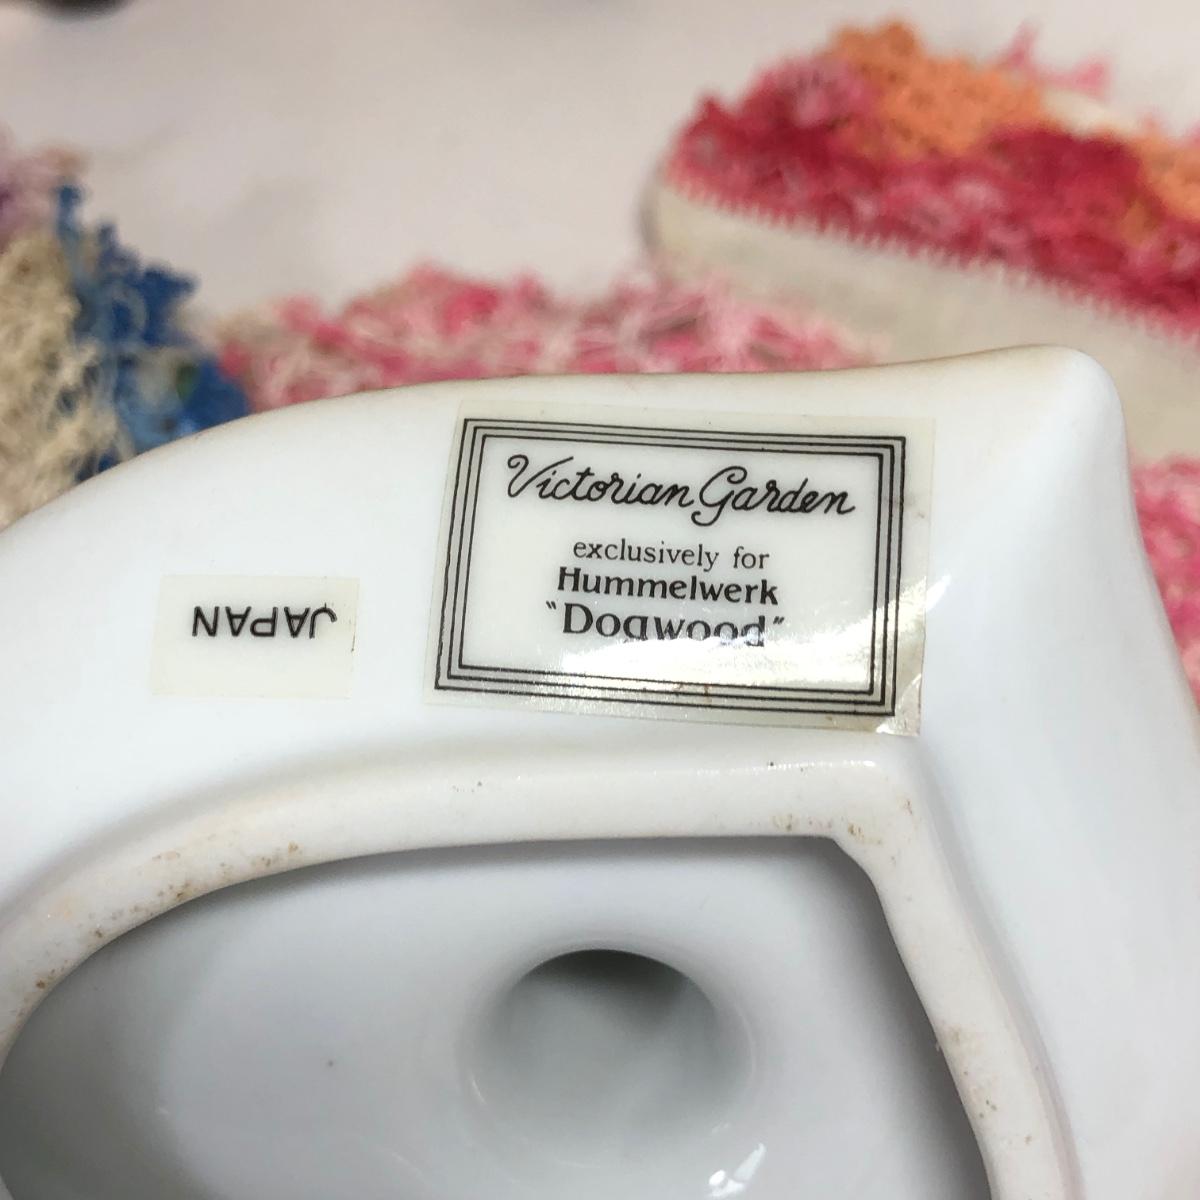 Victorian Garden
exclusively for
Hummelwerk
"Dogwood"
JAPAN